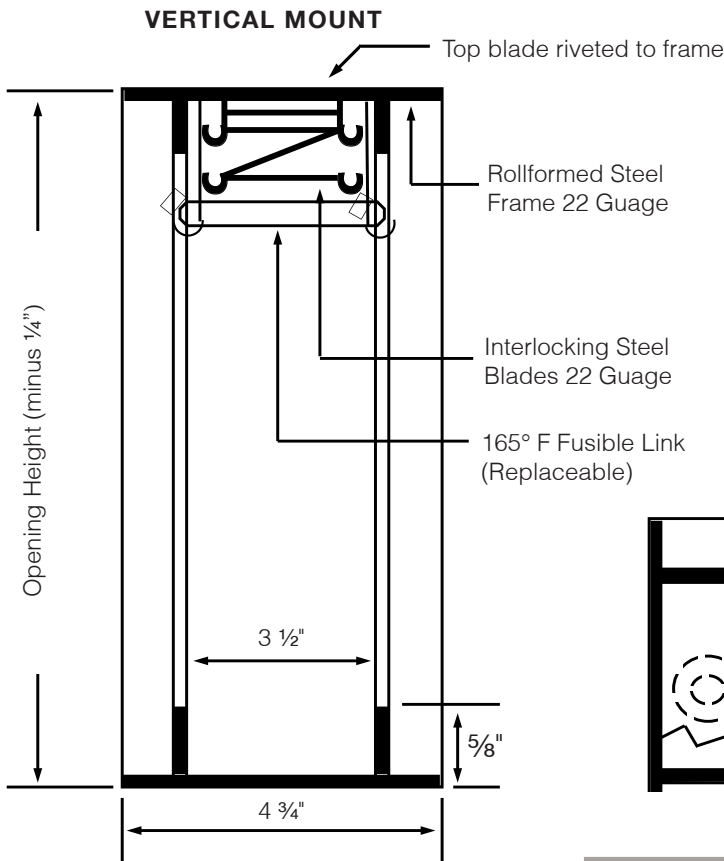 VERTICAL MOUNT
Top blade riveted to frame
Rollformed Steel
Frame 22 Guage
Opening Height (minus ¼")
Interlocking Steel
Blades 22 Guage
165° F Fusible Link
(Replaceable)
3 ½"
⅝"
4 ¾"